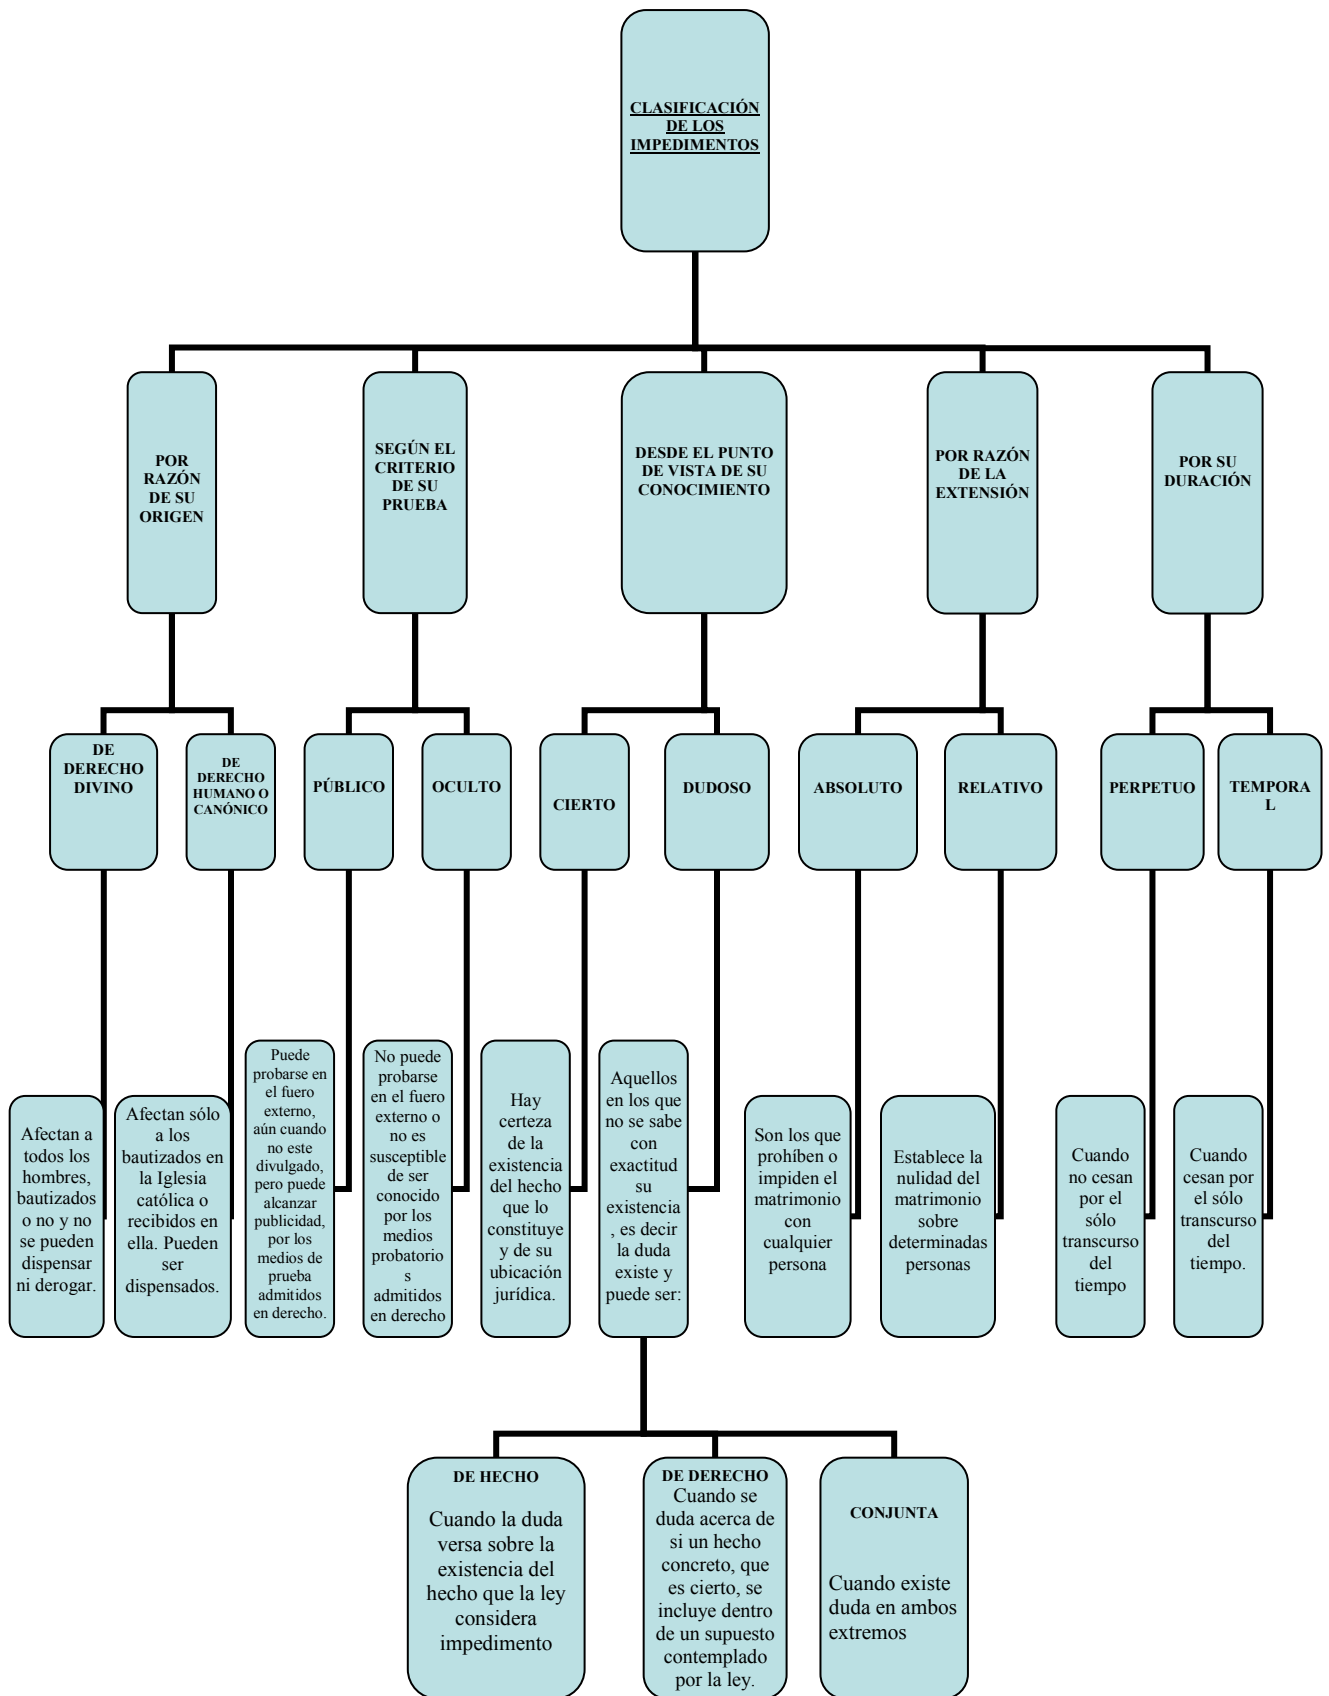 CLASIFICACIÓN
DE LOS
IMPEDIMENTOS
POR
RAZÓN
DE SU
ORIGEN
SEGÚN EL
CRITERIO
DE SU
PRUEBA
DESDE EL PUNTO
DE VISTA DE SU
CONOCIMIENTO
POR RAZÓN
DE LA
EXTENSIÓN
POR SU
DURACIÓN
DE
DERECHO
DIVINO
DE
DERECHO
HUMANO O
CANÓNICO
PÚBLICO
OCULTO
CIERTO
DUDOSO
ABSOLUTO
RELATIVO
PERPETUO
TEMPORA
L
Afectan a
todos los
hombres,
bautizados
o no y no
se pueden
dispensar
ni derogar.
Afectan sólo
a los
bautizados en
la Iglesia
católica o
recibidos en
ella. Pueden
ser
dispensados.
Puede
probarse en
el fuero
externo,
aún cuando
no este
divulgado,
pero puede
alcanzar
publicidad,
por los
medios de
prueba
admitidos
en derecho.
No puede
probarse
en el fuero
externo o
no es
susceptible
de ser
conocido
por los
medios
probatorio
s
admitidos
en derecho
Hay
certeza
de la
existencia
del hecho
que lo
constituye
y de su
ubicación
jurídica.
Aquellos
en los que
no se sabe
con
exactitud
su
existencia
, es decir
la duda
existe y
puede ser:
Son los que
prohíben o
impiden el
matrimonio
con
cualquier
persona
Establece la
nulidad del
matrimonio
sobre
determinadas
personas
Cuando
no cesan
por el
sólo
transcurso
del
tiempo
Cuando
cesan por
el sólo
transcurso
del
tiempo.
DE HECHO
Cuando la duda
versa sobre la
existencia del
hecho que la ley
considera
impedimento
DE DERECHO
Cuando se
duda acerca de
si un hecho
concreto, que
es cierto, se
incluye dentro
de un supuesto
contemplado
por la ley.
CONJUNTA
Cuando existe
duda en ambos
extremos